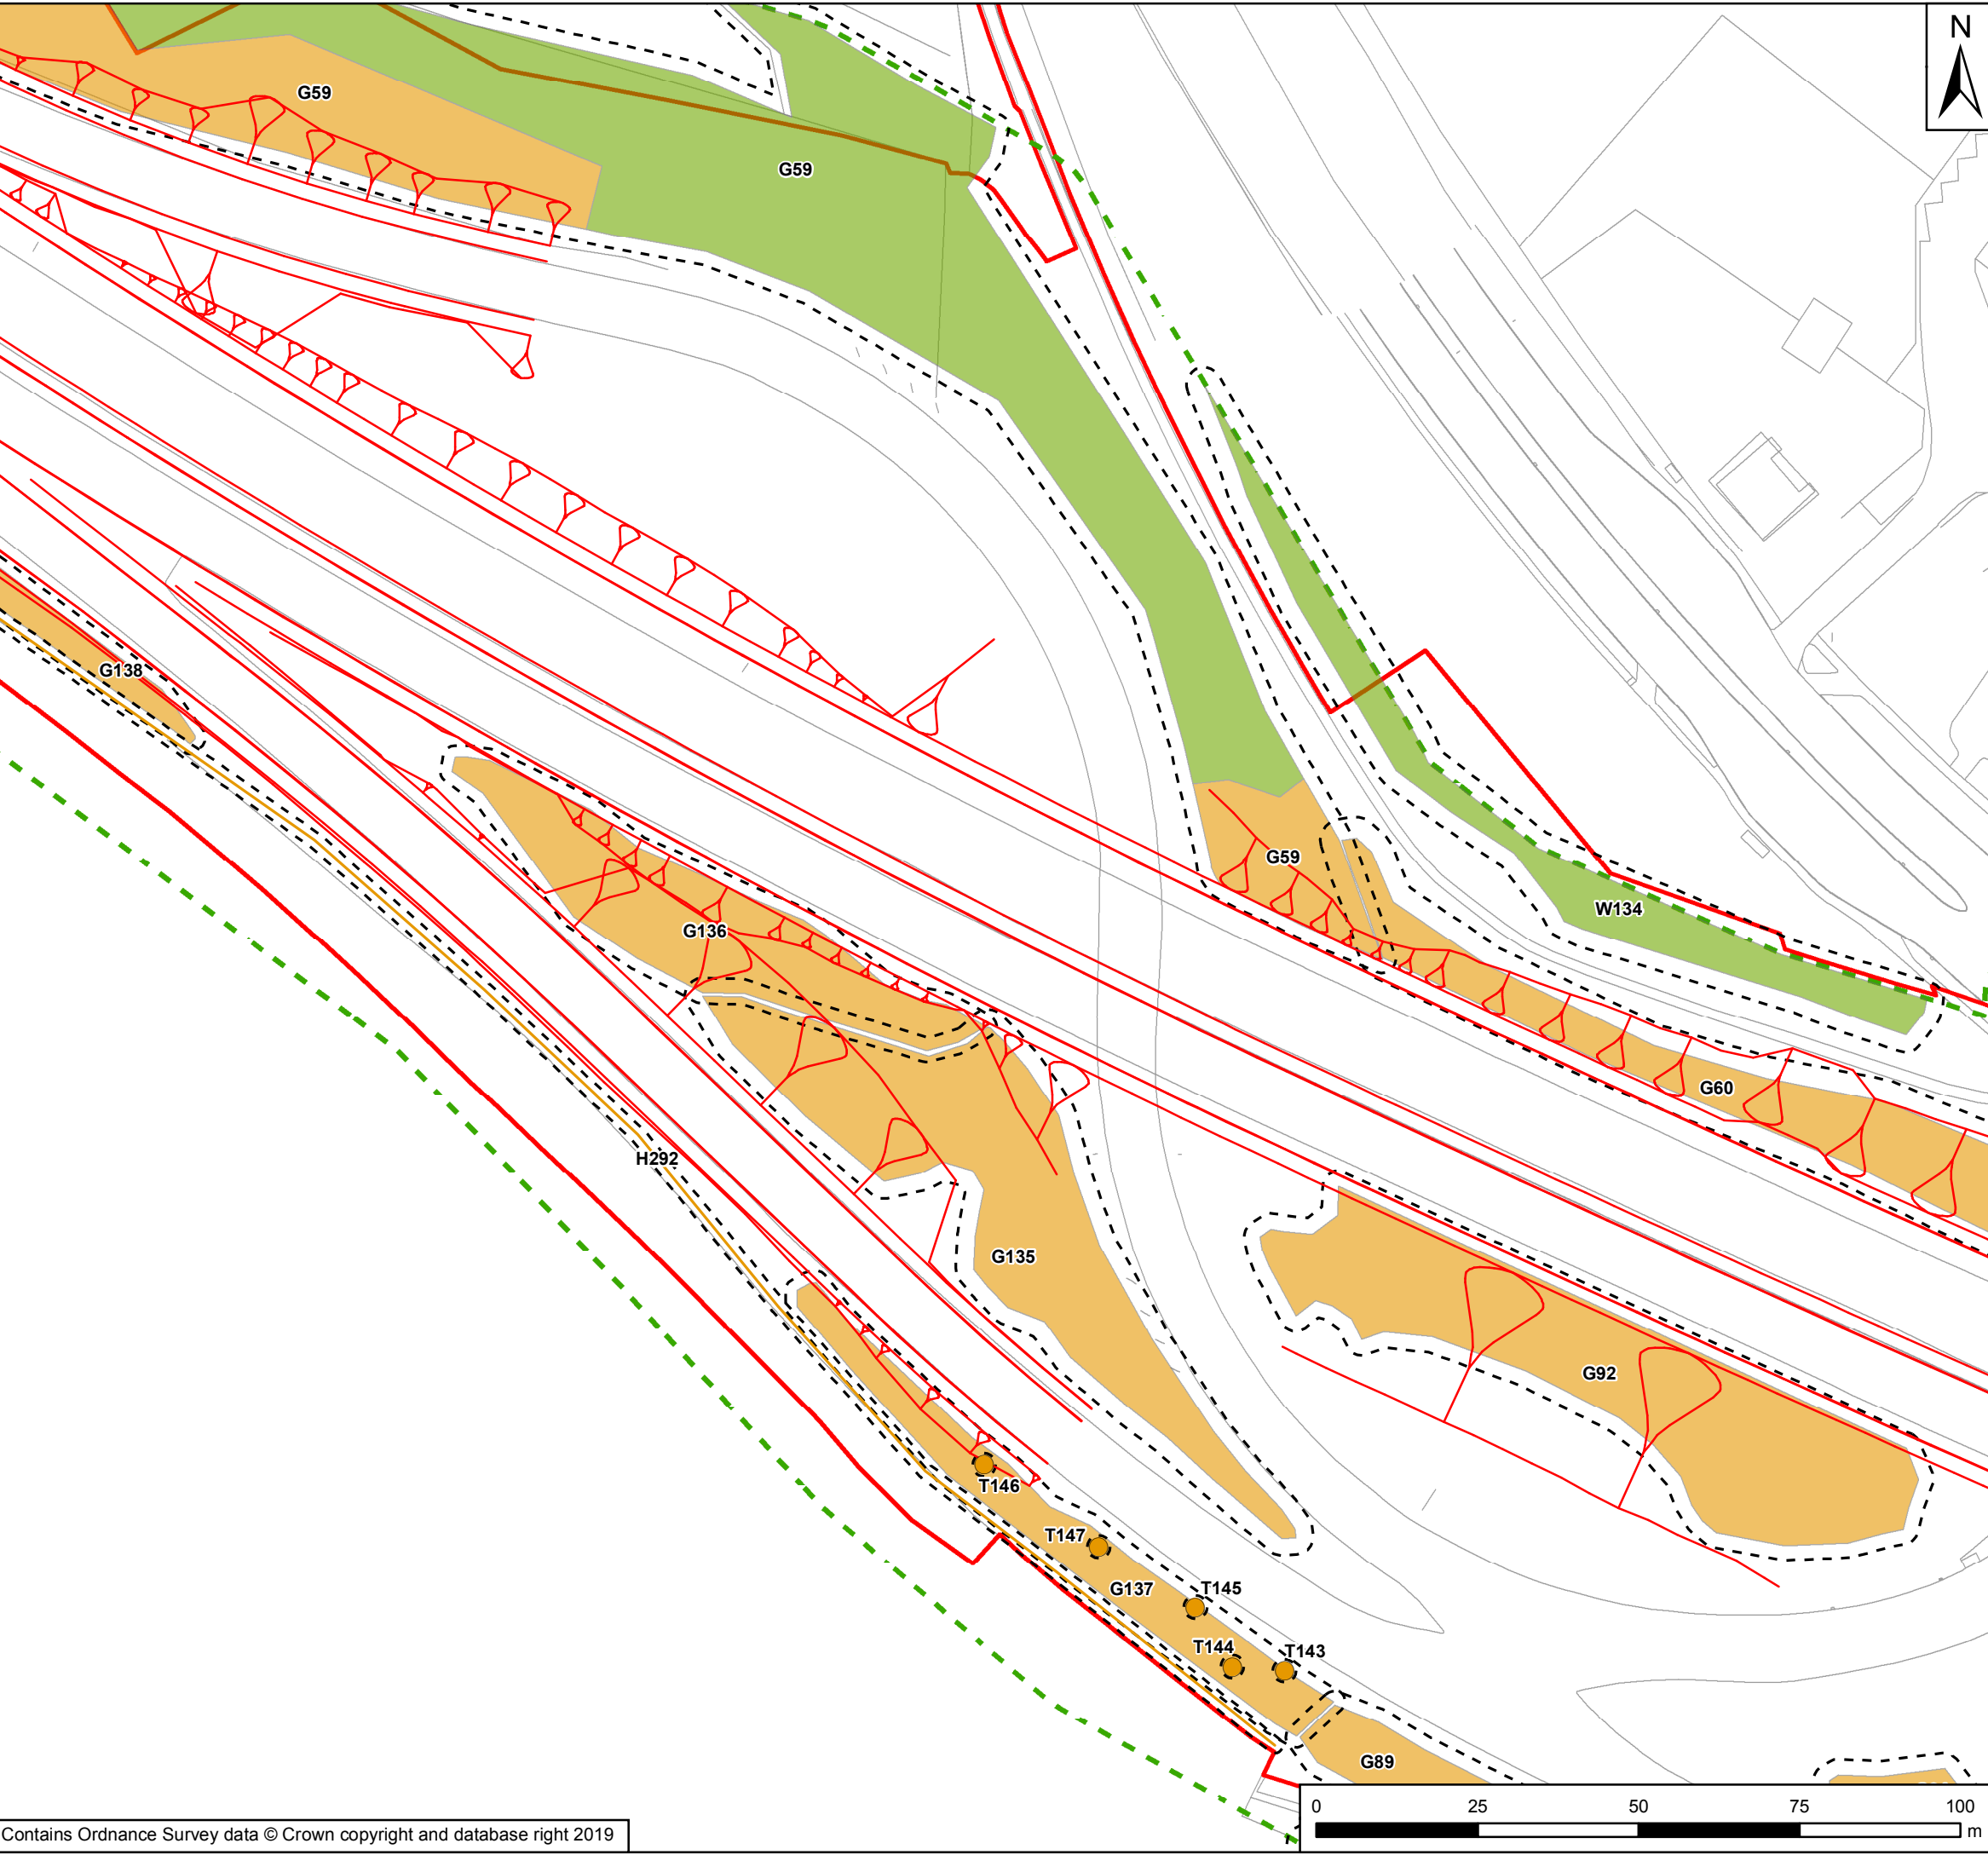 N
G59
G59
G138
G59
W134
G136
G60
H292
G135
G92
T146
T147
G137
T145
T144
T143
G89
0 25 50 75 100
m
Contains Ordnance Survey data © Crown copyright and database right 2019